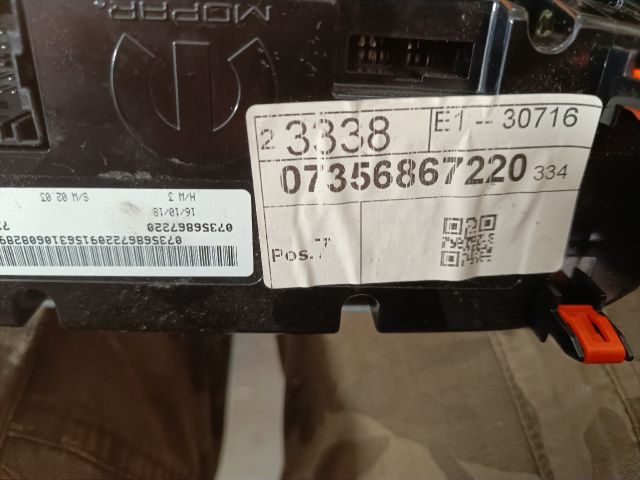 MOPAR
2 3338 E1 -- 30716
07356867220 334
Pos. 7
H/W 3
S/W 02.03
16/10/18
07356867220